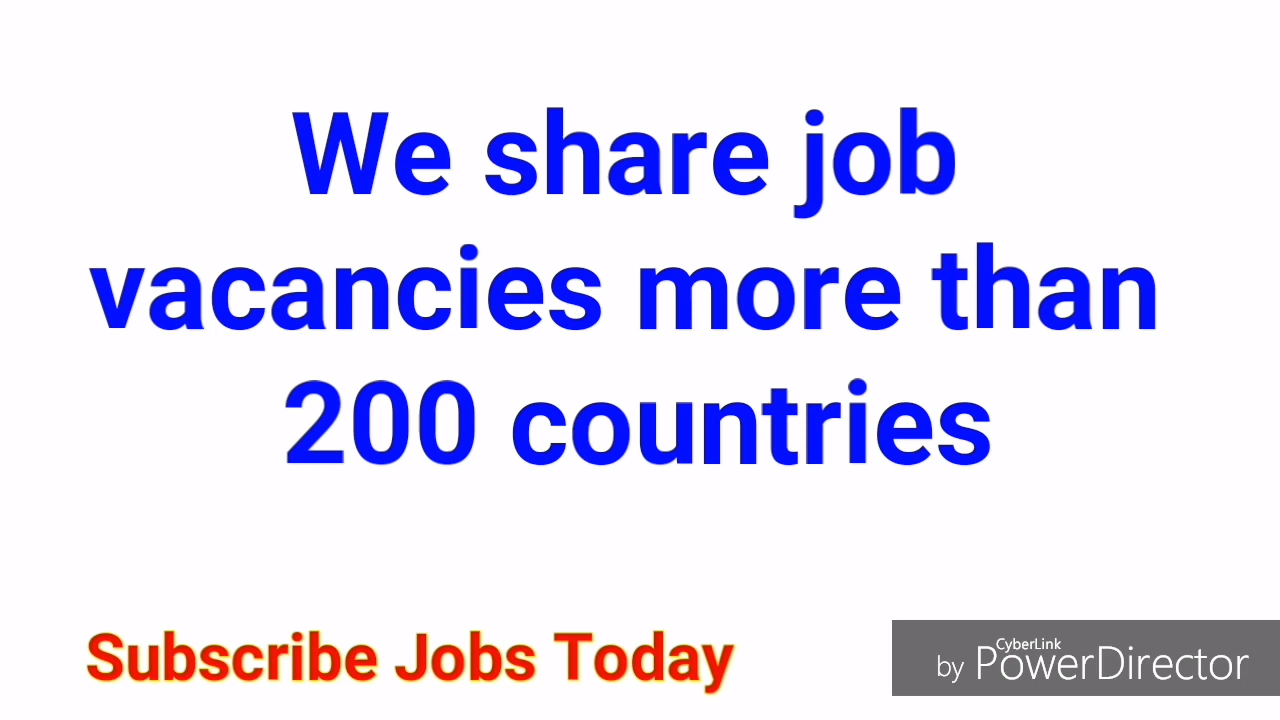 We share job
vacancies more than
200 countries
Subscribe Jobs Today
CyberLink
by PowerDirector